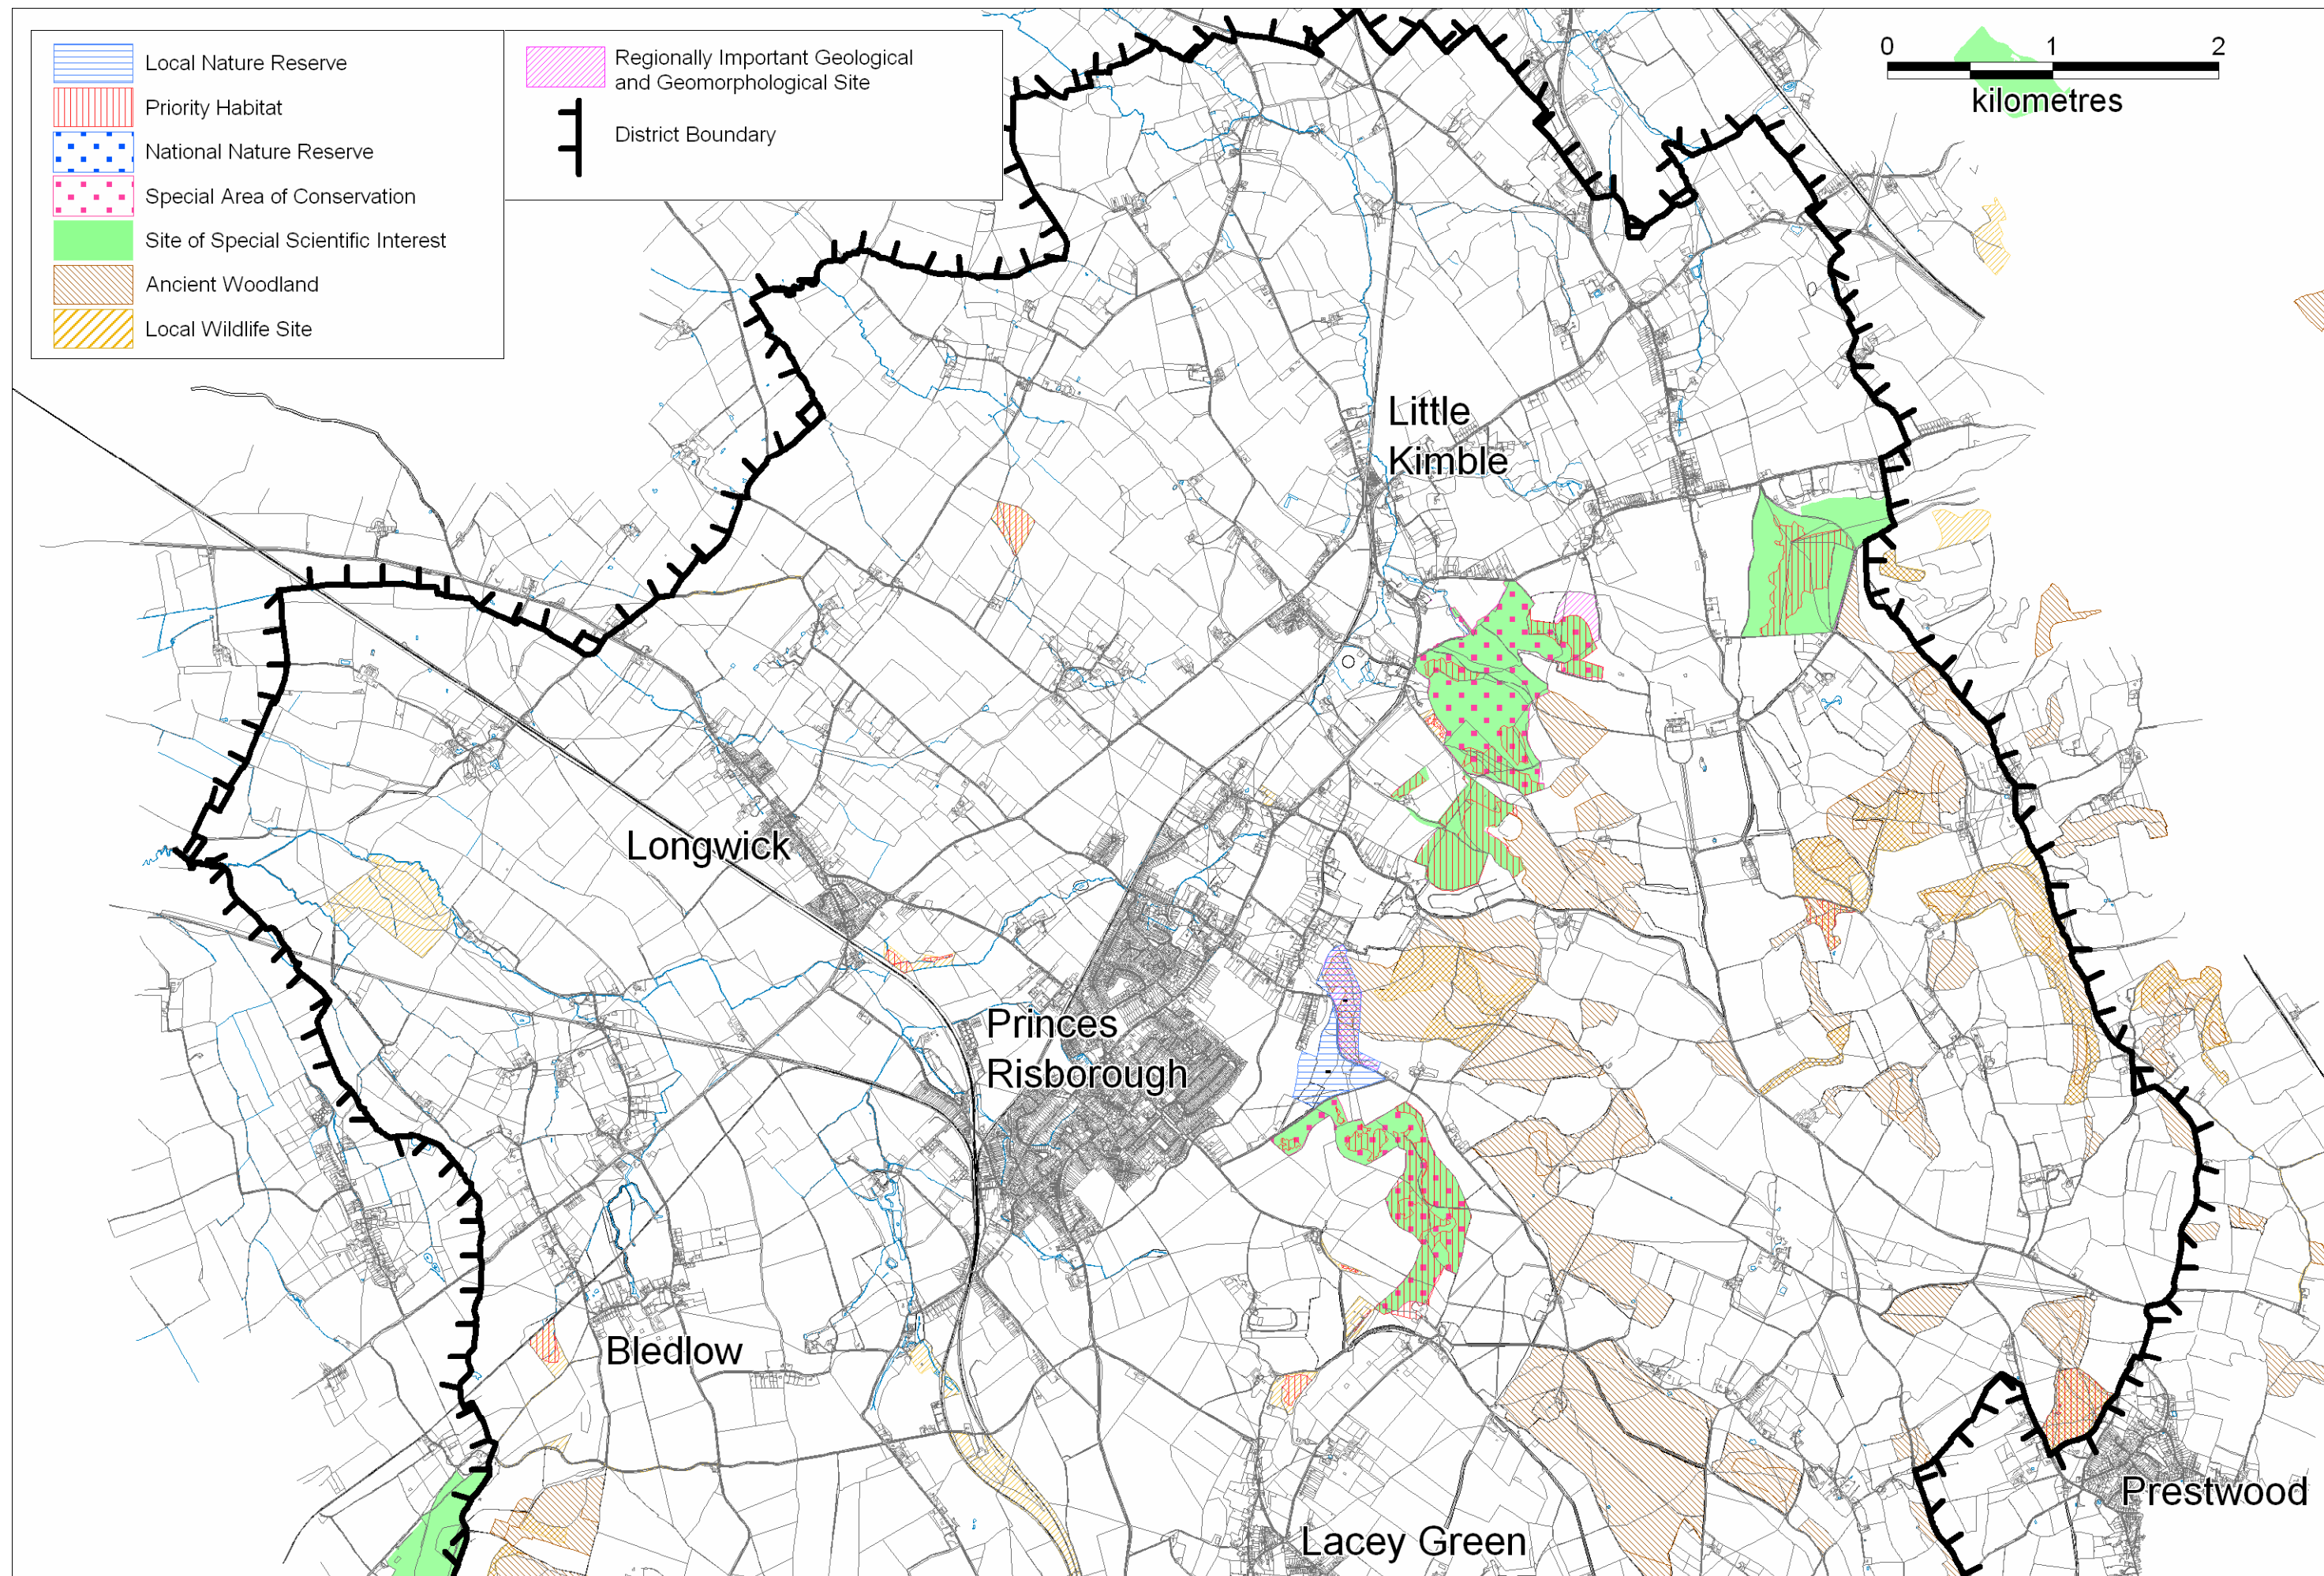 Local Nature Reserve
Priority Habitat
National Nature Reserve
Special Area of Conservation
Site of Special Scientific Interest
Ancient Woodland
Local Wildlife Site
Regionally Important Geological
and Geomorphological Site
District Boundary
0 1 2
kilometres
Little
Kimble
Longwick
Princes
Risborough
Bledlow
Prestwood
Lacey Green